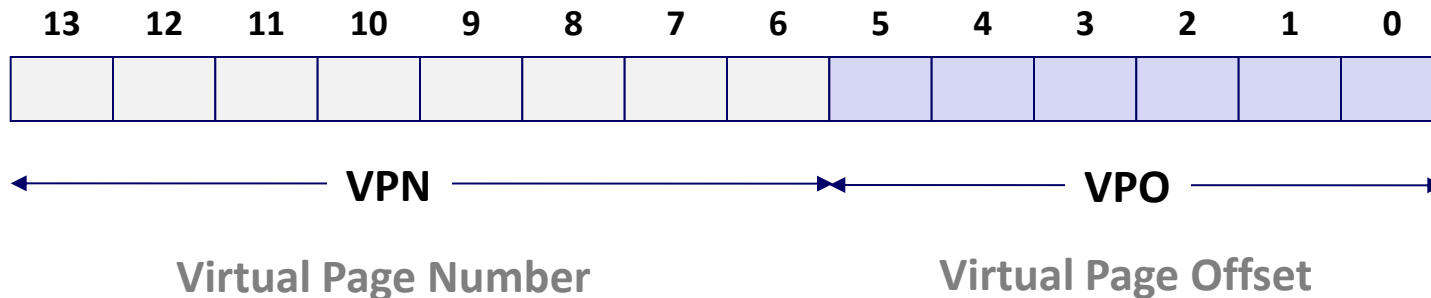 13 12 11 10 9 8 7 6 5 4 3 2 1 0
VPN VPO
Virtual Page Number Virtual Page Offset